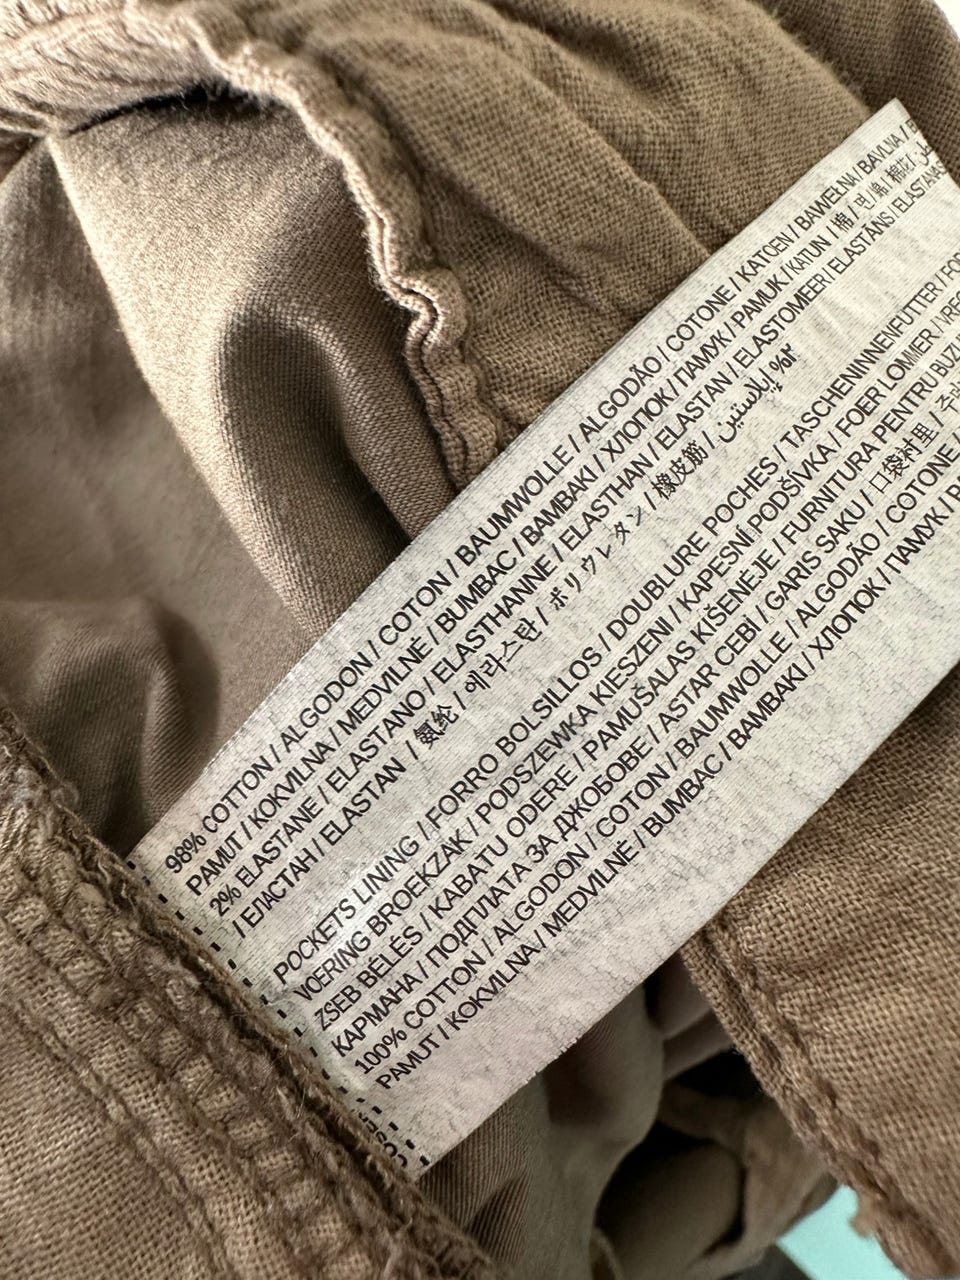 98% COTTON / ALGODON / COTON / BAUMWOLLE / ALGODÃO / COTONE / KATOEN / BAWEŁNA / BAVLNA /
PAMUT / KOKVILNA / MEDVILNĖ / BUMBAC / BAMBAKI / ХЛОПОК / ПАМУК / PAMUK / KATUN / 棉 / 면 / 綿 / 棉花 /
2% ELASTANE / ELASTANO / ELASTHANNE / ELASTHAN / ELASTAN / ELASTOMEER / ELASTĀNS / ELASTANAS
/ ЕЛАСТАН / ELASTAN / 氨纶 / 에라스탄 / ポリウレタン / 橡皮筋 / إيلاستين %٢
POCKETS LINING / FORRO BOLSILLOS / DOUBLURE POCHES / TASCHENINNENFUTTER /
VOERING BROEKZAK / PODSZEWKA KIESZENI / KAPESNÍ PODŠÍVKA / FOER LOMMER /
ZSEB BÉLÉS / KABATU ODERE / PAMUŠALAS KIŠENĖJE / FURNITURA PENTRU
КАРМАНА / ПОДПЛАТА ЗА ДЖОБОВЕ / ASTAR CEBİ / GARIS SAKU / 口袋衬里 /
100% COTTON / ALGODON / COTON / BAUMWOLLE / ALGODÃO / COTONE /
PAMUT / KOKVILNA / MEDVILNĖ / BUMBAC / BAMBAKI / ХЛОПОК / ПАМУК /